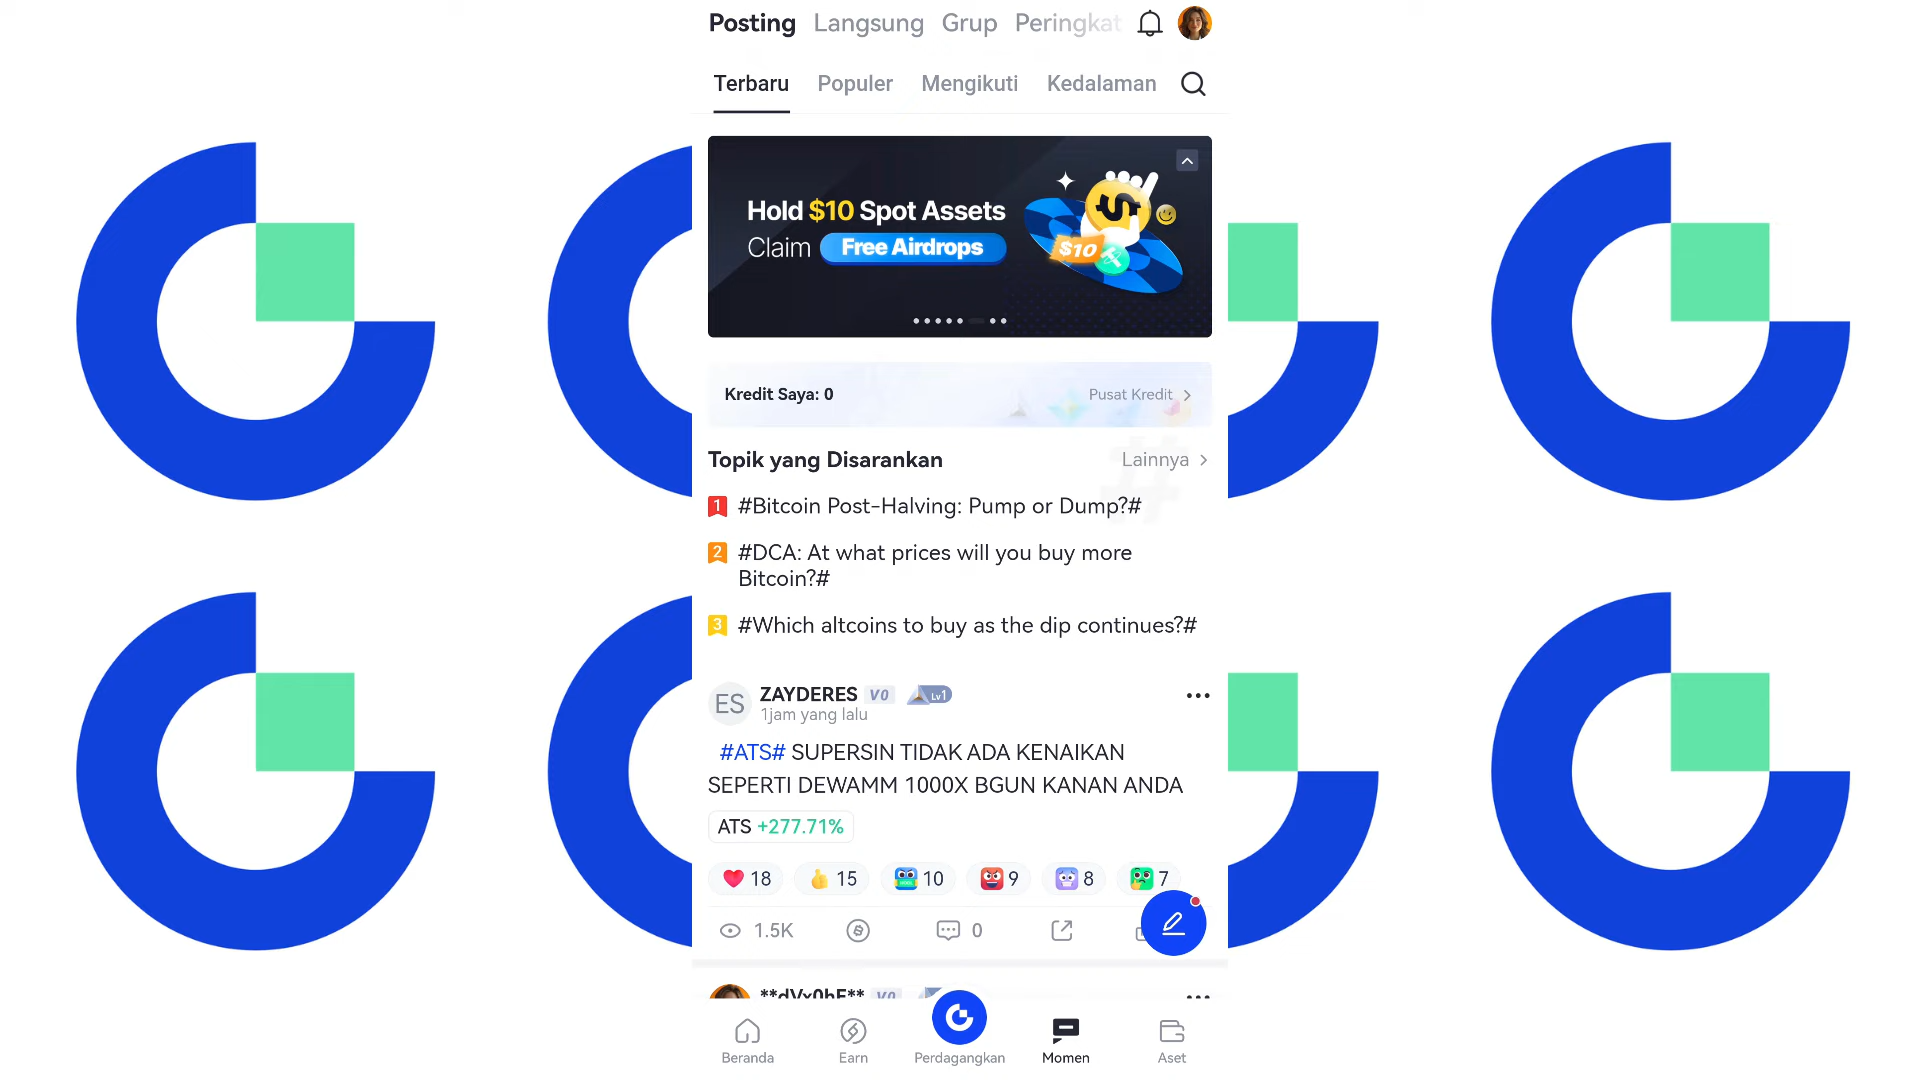 Posting Langsung Grup Peringkat
Terbaru Populer Mengikuti Kedalaman
Hold $10 Spot Assets
Claim Free Airdrops
$10
Kredit Saya: 0 Pusat Kredit
Topik yang Disarankan Lainnya
1 #Bitcoin Post-Halving: Pump or Dump?#
2 #DCA: At what prices will you buy more
Bitcoin?#
3 #Which altcoins to buy as the dip continues?#
ES ZAYDERES V0 Lv1
1jam yang lalu
#ATS# SUPERSIN TIDAK ADA KENAIKAN
SEPERTI DEWAMM 1000X BGUN KANAN ANDA
ATS +277.71%
18 15 10 9 8 7
1.5K 0
**dVx0hF** V0
Beranda Earn Perdagangkan Momen Aset